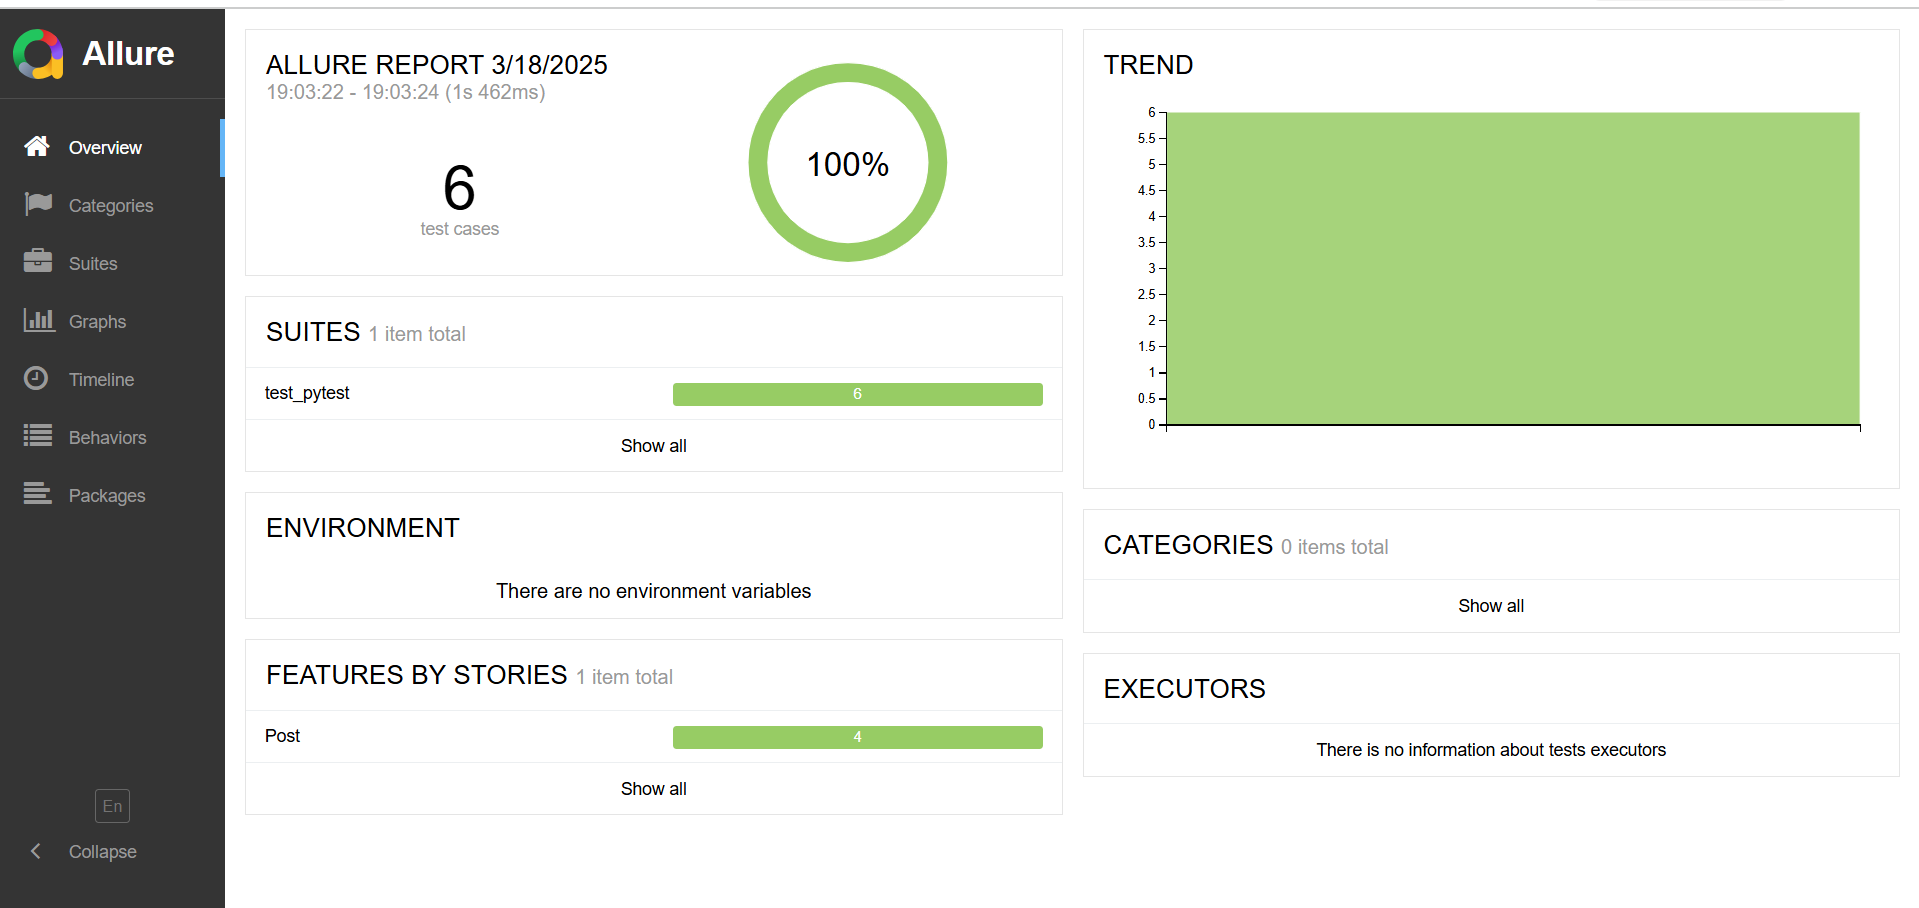 Allure
Overview
Categories
Suites
Graphs
Timeline
Behaviors
Packages
En
Collapse
ALLURE REPORT 3/18/2025
19:03:22 - 19:03:24 (1s 462ms)
6
test cases
100%
SUITES 1 item total
test_pytest 6
Show all
ENVIRONMENT
There are no environment variables
FEATURES BY STORIES 1 item total
Post 4
Show all
TREND
6
5.5
5
4.5
4
3.5
3
2.5
2
1.5
1
0.5
0
CATEGORIES 0 items total
Show all
EXECUTORS
There is no information about tests executors